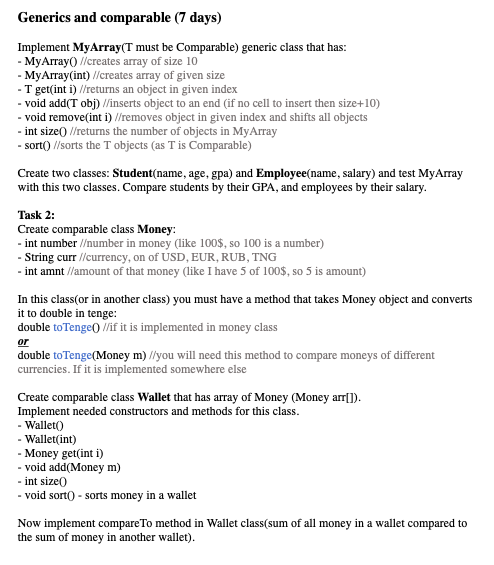 Generics and comparable (7 days)
Implement MyArray(T must be Comparable) generic class that has:
- MyArray() //creates array of size 10
- MyArray(int) //creates array of given size
- T get(int i) //returns an object in given index
- void add(T obj) //inserts object to an end (if no cell to insert then size+10)
- void remove(int i) //removes object in given index and shifts all objects
- int size() //returns the number of objects in MyArray
- sort() //sorts the T objects (as T is Comparable)
Create two classes: Student(name, age, gpa) and Employee(name, salary) and test MyArray
with this two classes. Compare students by their GPA, and employees by their salary.
Task 2:
Create comparable class Money:
- int number //number in money (like 100$, so 100 is a number)
- String curr //currency, on of USD, EUR, RUB, TNG
- int amnt //amount of that money (like I have 5 of 100$, so 5 is amount)
In this class(or in another class) you must have a method that takes Money object and converts
it to double in tenge:
double toTenge() //if it is implemented in money class
or
double toTenge(Money m) //you will need this method to compare moneys of different
currencies. If it is implemented somewhere else
Create comparable class Wallet that has array of Money (Money arr[]).
Implement needed constructors and methods for this class.
- Wallet()
- Wallet(int)
- Money get(int i)
- void add(Money m)
- int size()
- void sort() - sorts money in a wallet
Now implement compareTo method in Wallet class(sum of all money in a wallet compared to
the sum of money in another wallet).